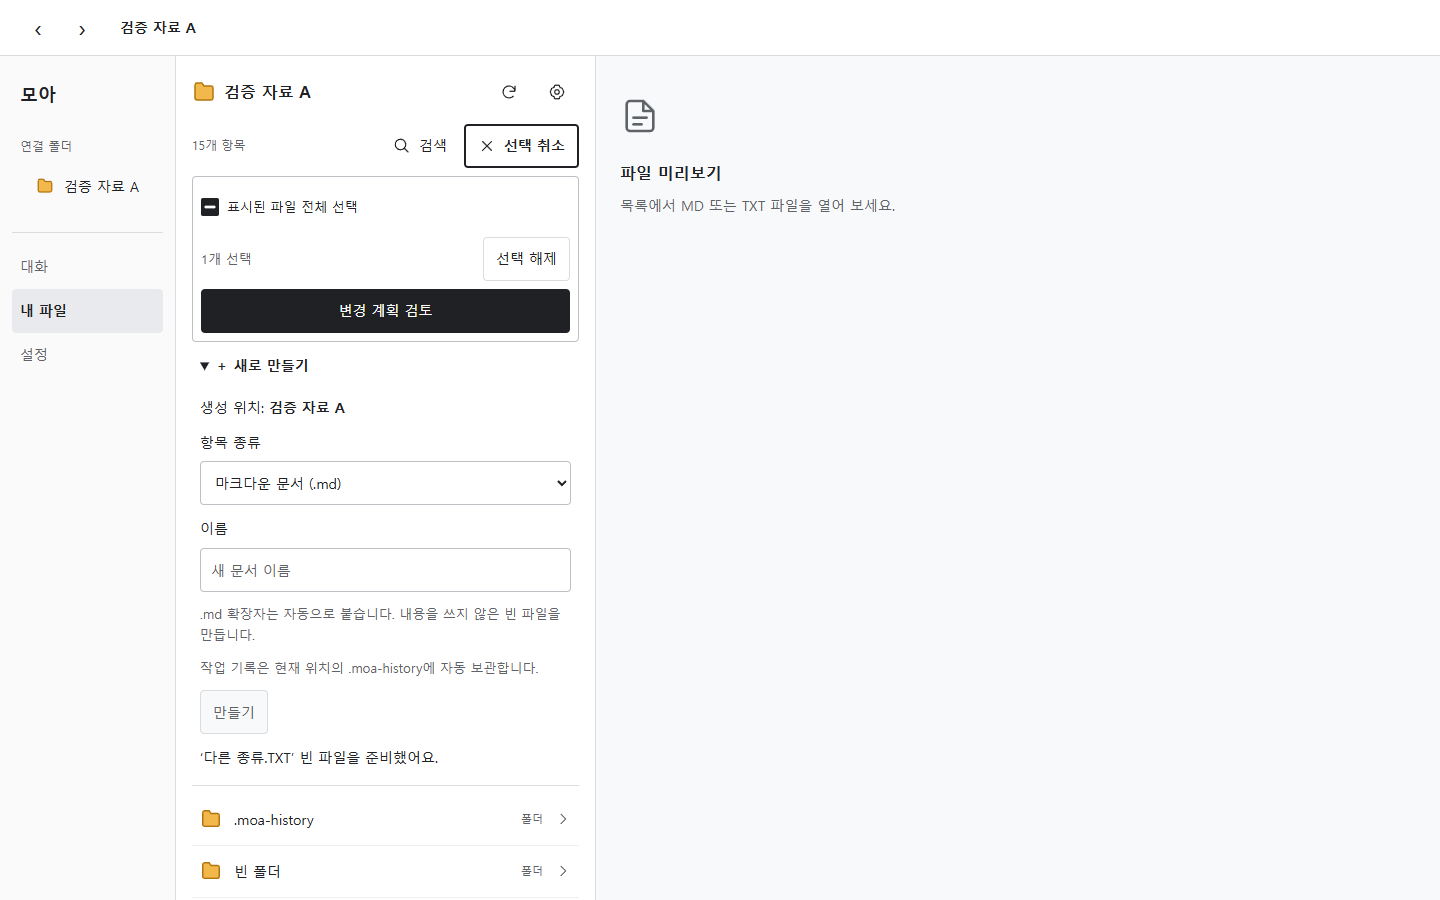 검증 자료 A
모아
연결 폴더
검증 자료 A
대화
내 파일
설정
검증 자료 A
15개 항목
검색
선택 취소
표시된 파일 전체 선택
1개 선택
선택 해제
변경 계획 검토
+ 새로 만들기
생성 위치: 검증 자료 A
항목 종류
마크다운 문서 (.md)
이름
새 문서 이름
.md 확장자는 자동으로 붙습니다. 내용을 쓰지 않은 빈 파일을
만듭니다.
작업 기록은 현재 위치의 .moa-history에 자동 보관합니다.
만들기
‘다른 종류.TXT’ 빈 파일을 준비했어요.
.moa-history
폴더
빈 폴더
폴더
파일 미리보기
목록에서 MD 또는 TXT 파일을 열어 보세요.